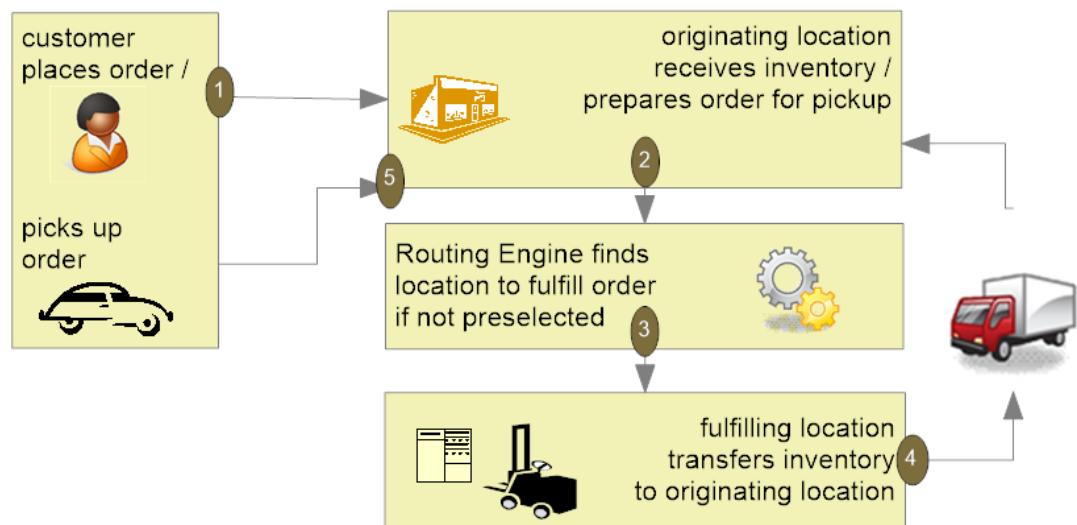 customer
places order /
1
picks up
order
originating location
receives inventory /
prepares order for pickup
2
5
Routing Engine finds
location to fulfill order
if not preselected
3
fulfilling location
transfers inventory
to originating location
4